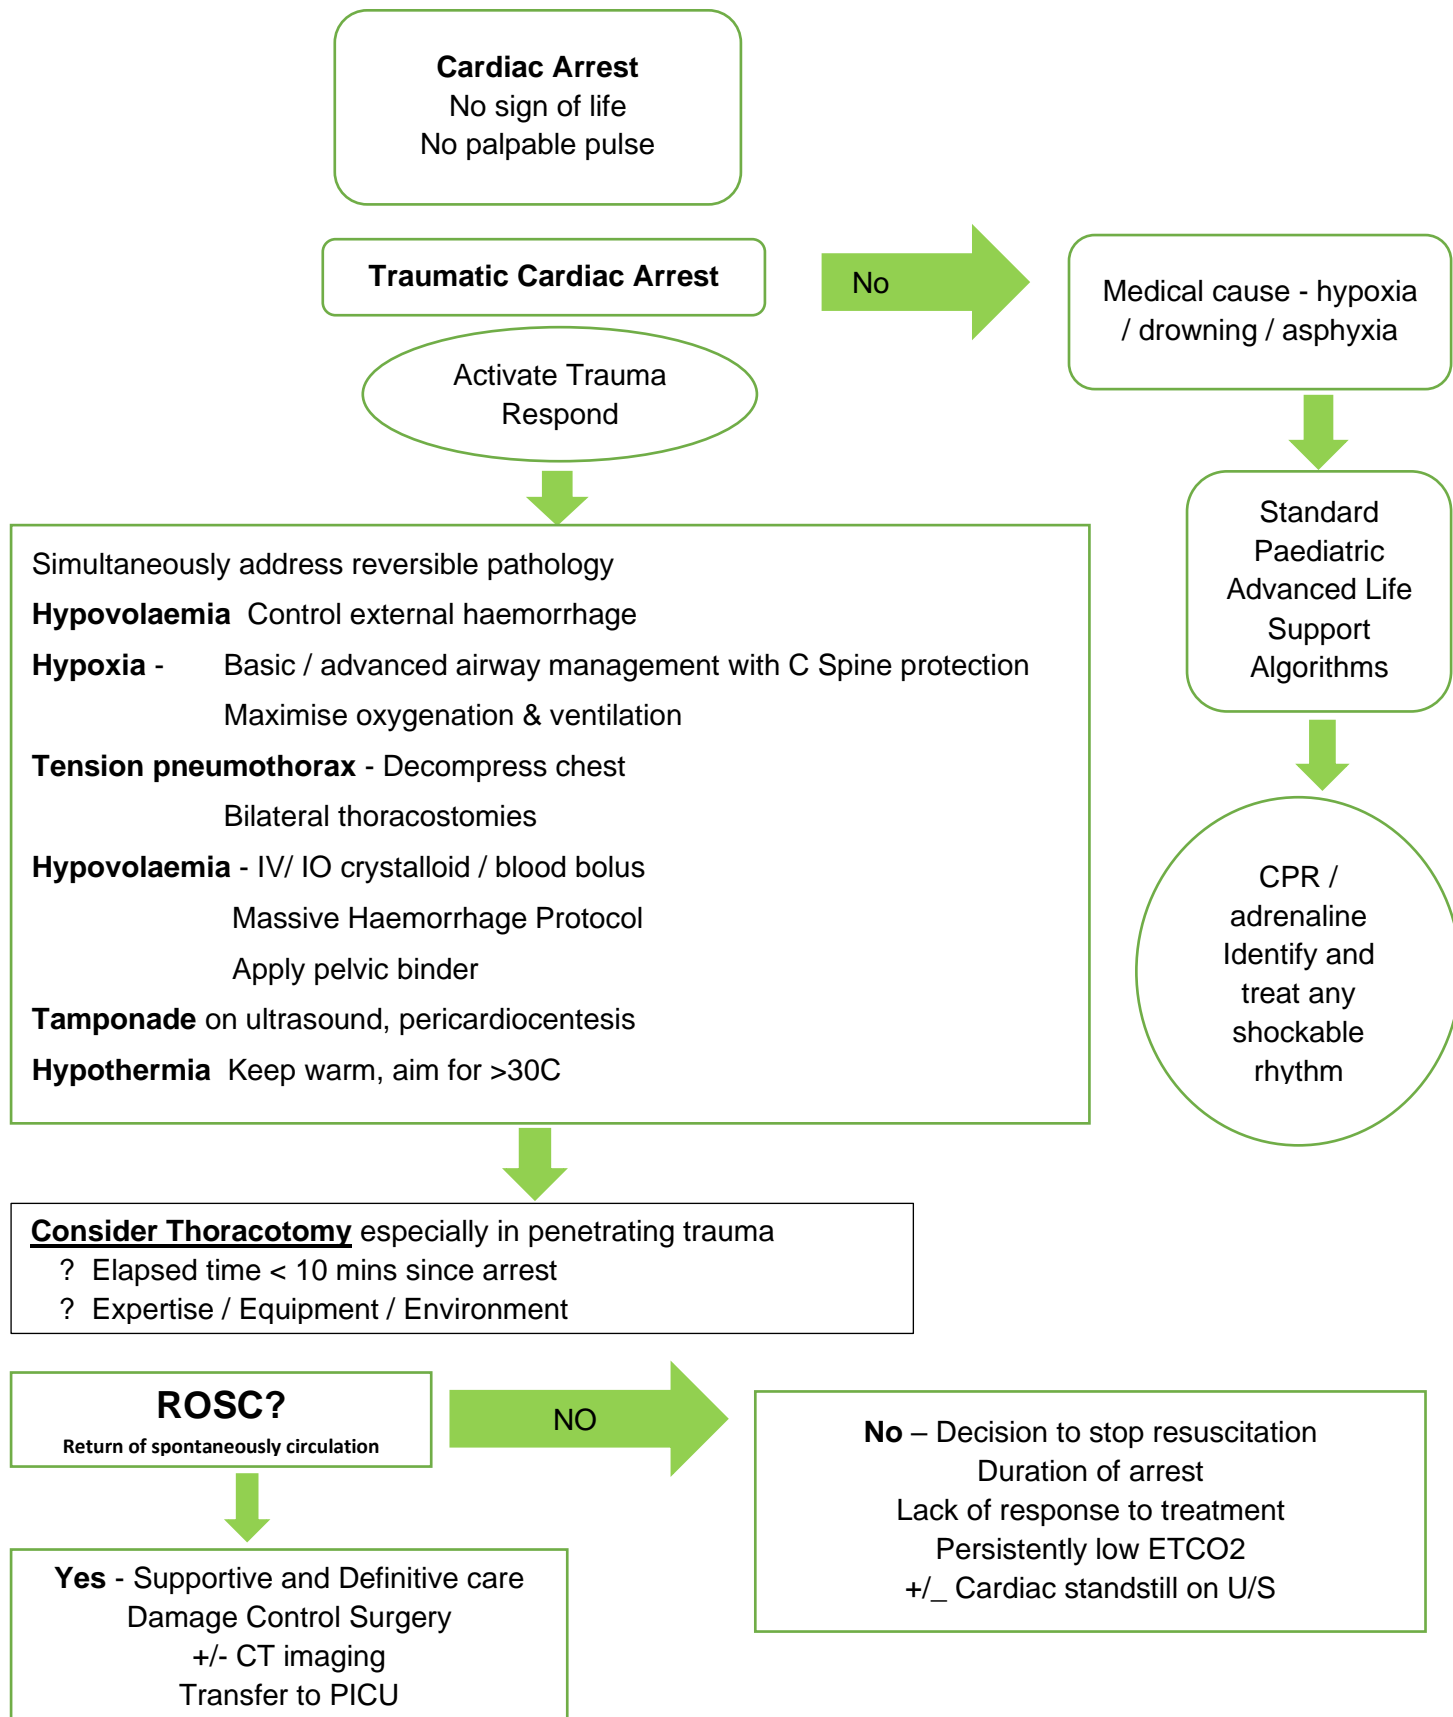 Cardiac Arrest
No sign of life
No palpable pulse
Traumatic Cardiac Arrest
No
Medical cause - hypoxia
/ drowning / asphyxia
Activate Trauma
Respond
Standard
Paediatric
Advanced Life
Support
Algorithms
CPR /
adrenaline
Identify and
treat any
shockable
rhythm
Simultaneously address reversible pathology
Hypovolaemia Control external haemorrhage
Hypoxia - Basic / advanced airway management with C Spine protection
Maximise oxygenation & ventilation
Tension pneumothorax - Decompress chest
Bilateral thoracostomies
Hypovolaemia - IV/ IO crystalloid / blood bolus
Massive Haemorrhage Protocol
Apply pelvic binder
Tamponade on ultrasound, pericardiocentesis
Hypothermia Keep warm, aim for >30C
Consider Thoracotomy especially in penetrating trauma
? Elapsed time < 10 mins since arrest
? Expertise / Equipment / Environment
ROSC?
Return of spontaneously circulation
NO
No – Decision to stop resuscitation
Duration of arrest
Lack of response to treatment
Persistently low ETCO2
+/_ Cardiac standstill on U/S
Yes - Supportive and Definitive care
Damage Control Surgery
+/- CT imaging
Transfer to PICU